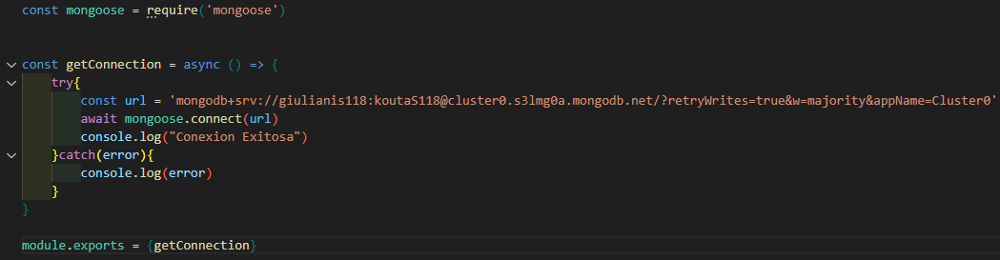 const mongoose = require('mongoose')
const getConnection = async () => {
try{
const url = 'mongodb+srv://giulianis118:koutaS118@cluster0.s3lmg0a.mongodb.net/?retryWrites=true&w=majority&appName=Cluster0'
await mongoose.connect(url)
console.log("Conexion Exitosa")
}catch(error){
console.log(error)
}
}
module.exports = {getConnection}